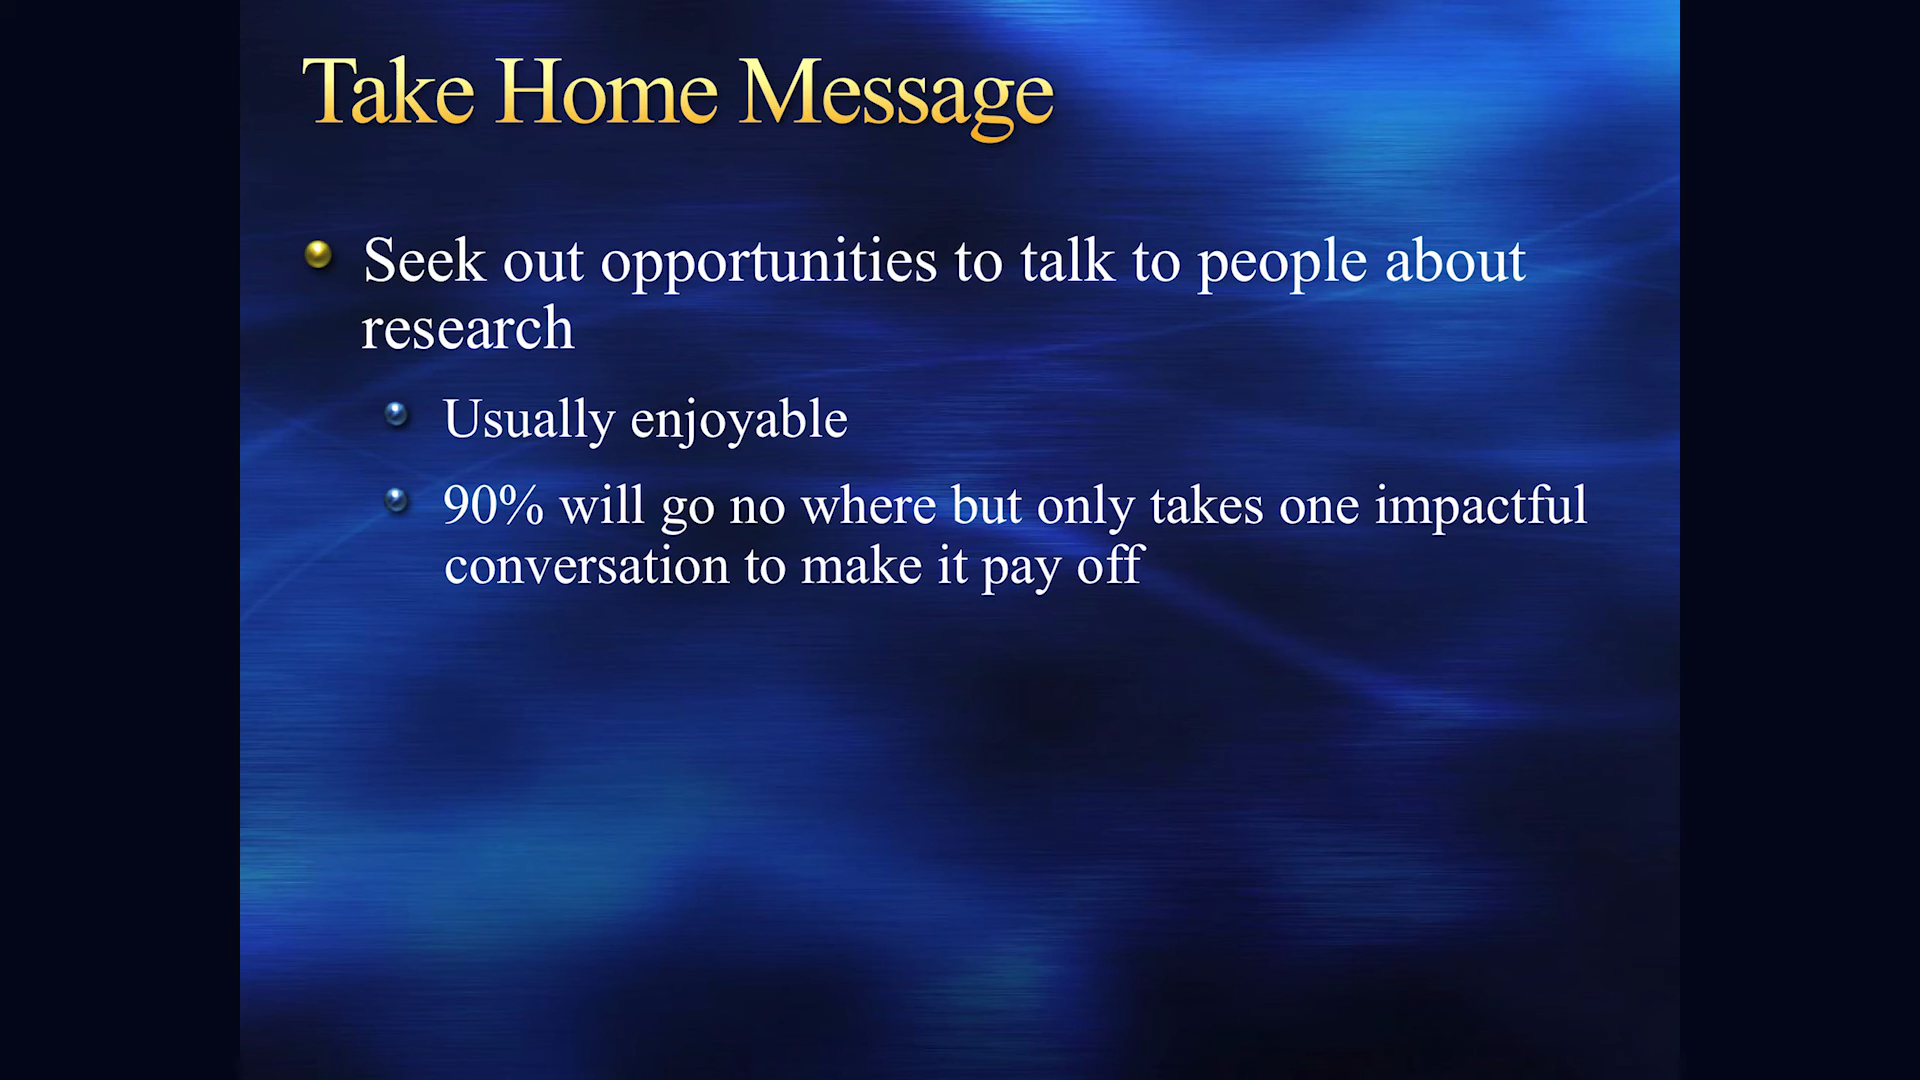 Take Home Message
Seek out opportunities to talk to people about
research
Usually enjoyable
90% will go no where but only takes one impactful
conversation to make it pay off